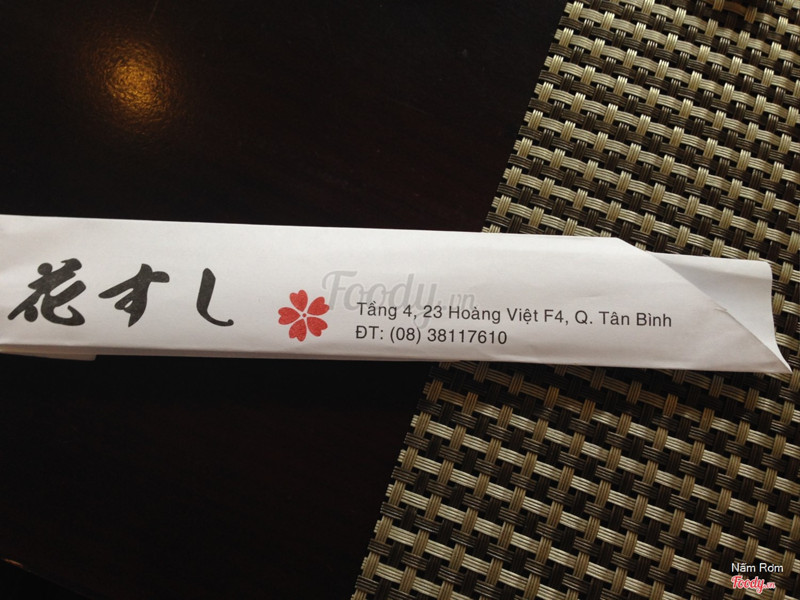 花すし
Foody.vn
Tầng 4, 23 Hoàng Việt F4, Q. Tân Bình
ĐT: (08) 38117610
Năm Rơm
Foody.vn